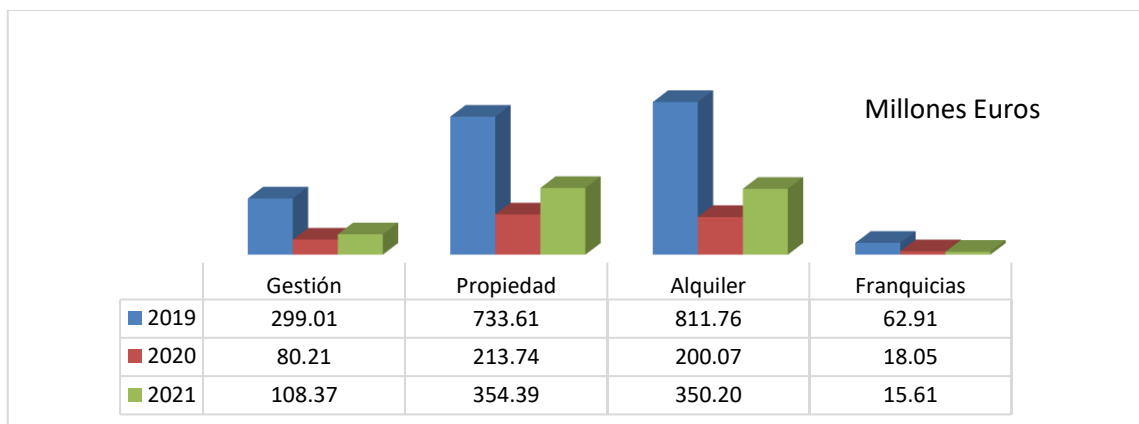 Millones Euros
Gestión Propiedad Alquiler Franquicias
2019 299.01 733.61 811.76 62.91
2020 80.21 213.74 200.07 18.05
2021 108.37 354.39 350.20 15.61